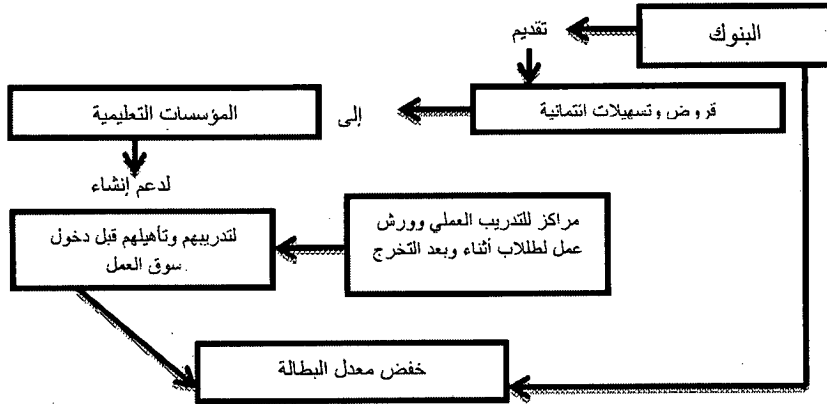 البنوك
تقديم
قروض وتسهيلات ائتمانية
إلى
المؤسسات التعليمية
لدعم إنشاء
مراكز للتدريب العملي وورش
عمل لطلاب أثناء وبعد التخرج
لتدريبهم وتأهيلهم قبل دخول
سوق العمل
خفض معدل البطالة